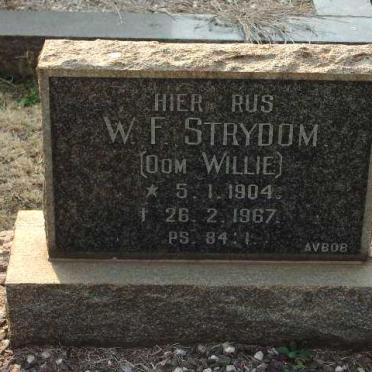 HIER RUS
W. F. STRYDOM
(OOM WILLIE)
* 5.1.1904.
† 26.2.1967.
PS. 84:1.
AVBOB